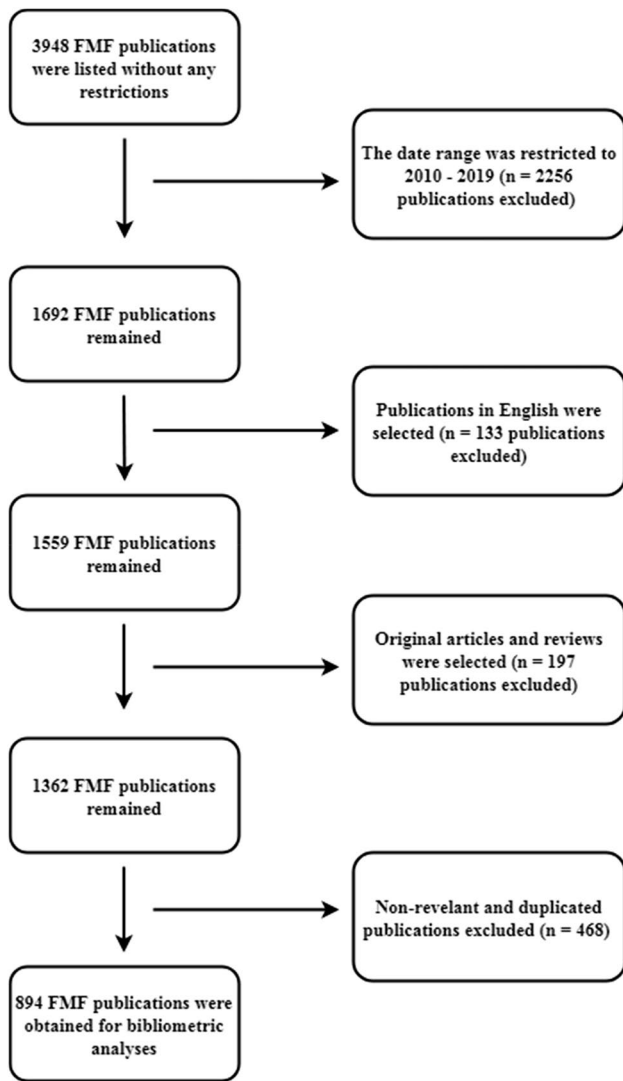 3948 FMF publications
were listed without any
restrictions
The date range was restricted to
2010 - 2019 (n = 2256
publications excluded)
1692 FMF publications
remained
Publications in English were
selected (n = 133 publications
excluded)
1559 FMF publications
remained
Original articles and reviews
were selected (n = 197
publications excluded)
1362 FMF publications
remained
Non-revelant and duplicated
publications excluded (n = 468)
894 FMF publications were
obtained for bibliometric
analyses